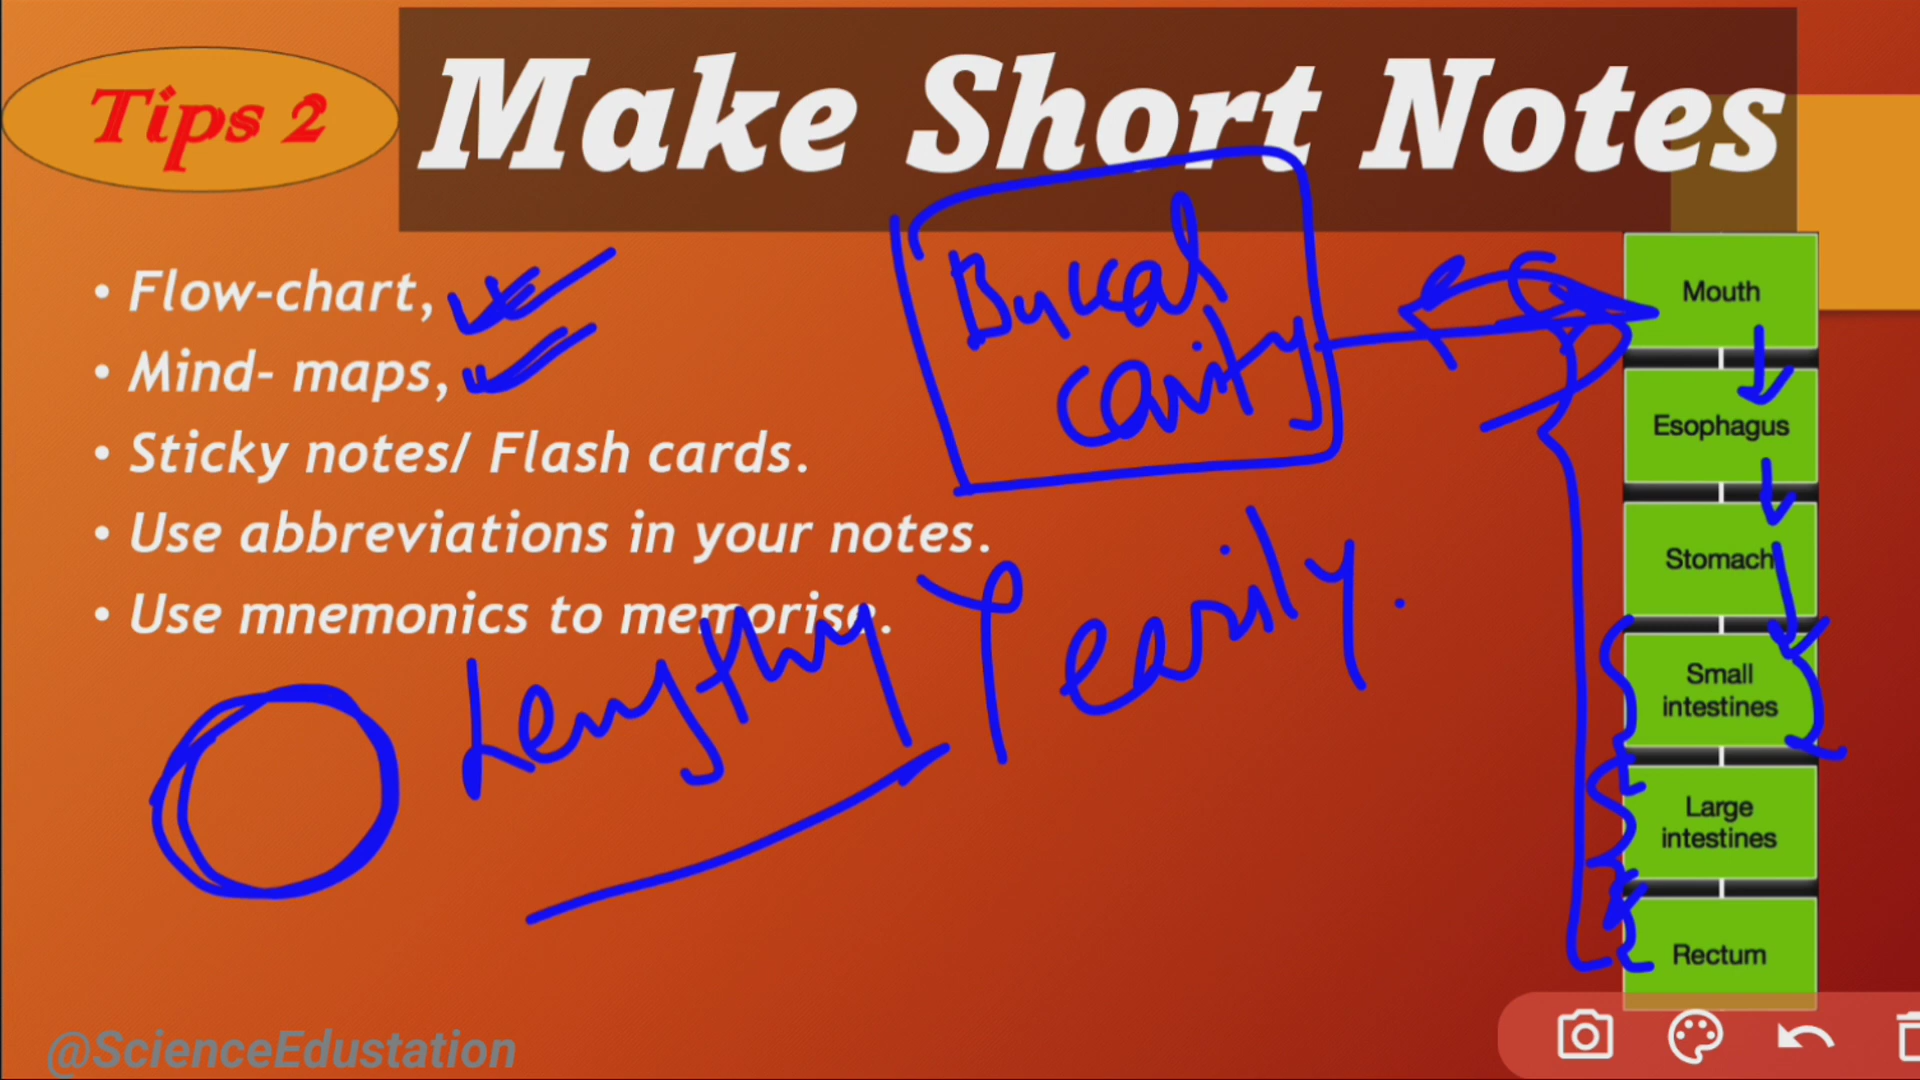 Tips 2
Make Short Notes
• Flow-chart,
• Mind- maps,
• Sticky notes/ Flash cards.
• Use abbreviations in your notes.
• Use mnemonics to memorise.
Buccal
cavity
Lengthy
easily.
Mouth
Esophagus
Stomach
Small
intestines
Large
intestines
Rectum
@ScienceEdustation